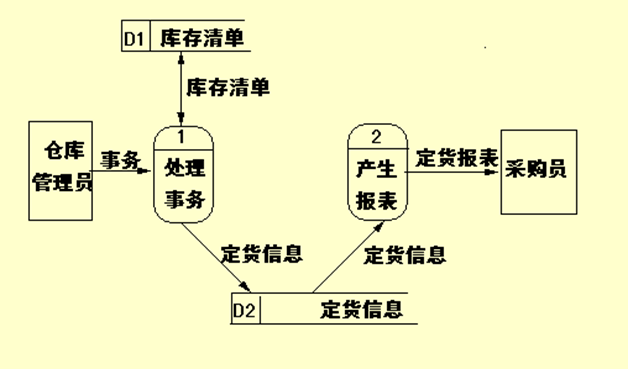 D1 库存清单
库存清单
仓库
管理员
事务
1
处理
事务
2
产生
报表
定货报表
采购员
定货信息
定货信息
D2 定货信息